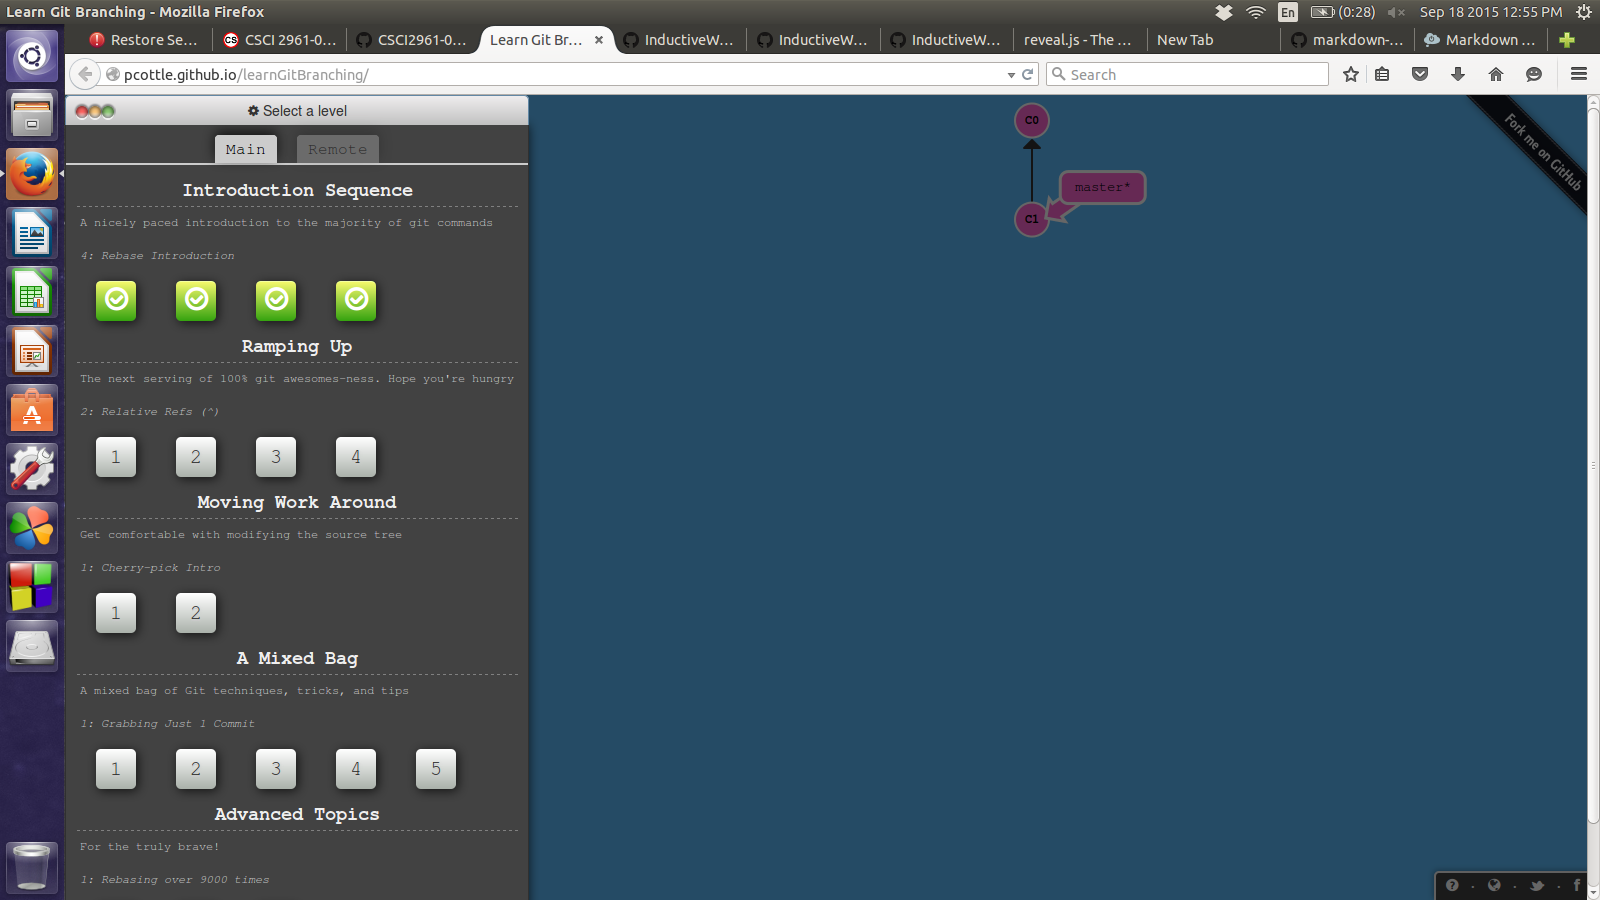 Learn Git Branching - Mozilla Firefox
En (0:28) Sep 18 2015 12:55 PM
Restore Se... CSCI 2961-0... CSCI2961-0... Learn Git Br... InductiveW... InductiveW... InductiveW... reveal.js - The ... New Tab markdown-... Markdown ...
pcottle.github.io/learnGitBranching/
Search
Select a level
Main Remote
Introduction Sequence
A nicely paced introduction to the majority of git commands
4: Rebase Introduction
Ramping Up
The next serving of 100% git awesomes-ness. Hope you're hungry
2: Relative Refs (^)
1 2 3 4
Moving Work Around
Get comfortable with modifying the source tree
1: Cherry-pick Intro
1 2
A Mixed Bag
A mixed bag of Git techniques, tricks, and tips
1: Grabbing Just 1 Commit
1 2 3 4 5
Advanced Topics
For the truly brave!
1: Rebasing over 9000 times
C0
master*
C1
Fork me on GitHub